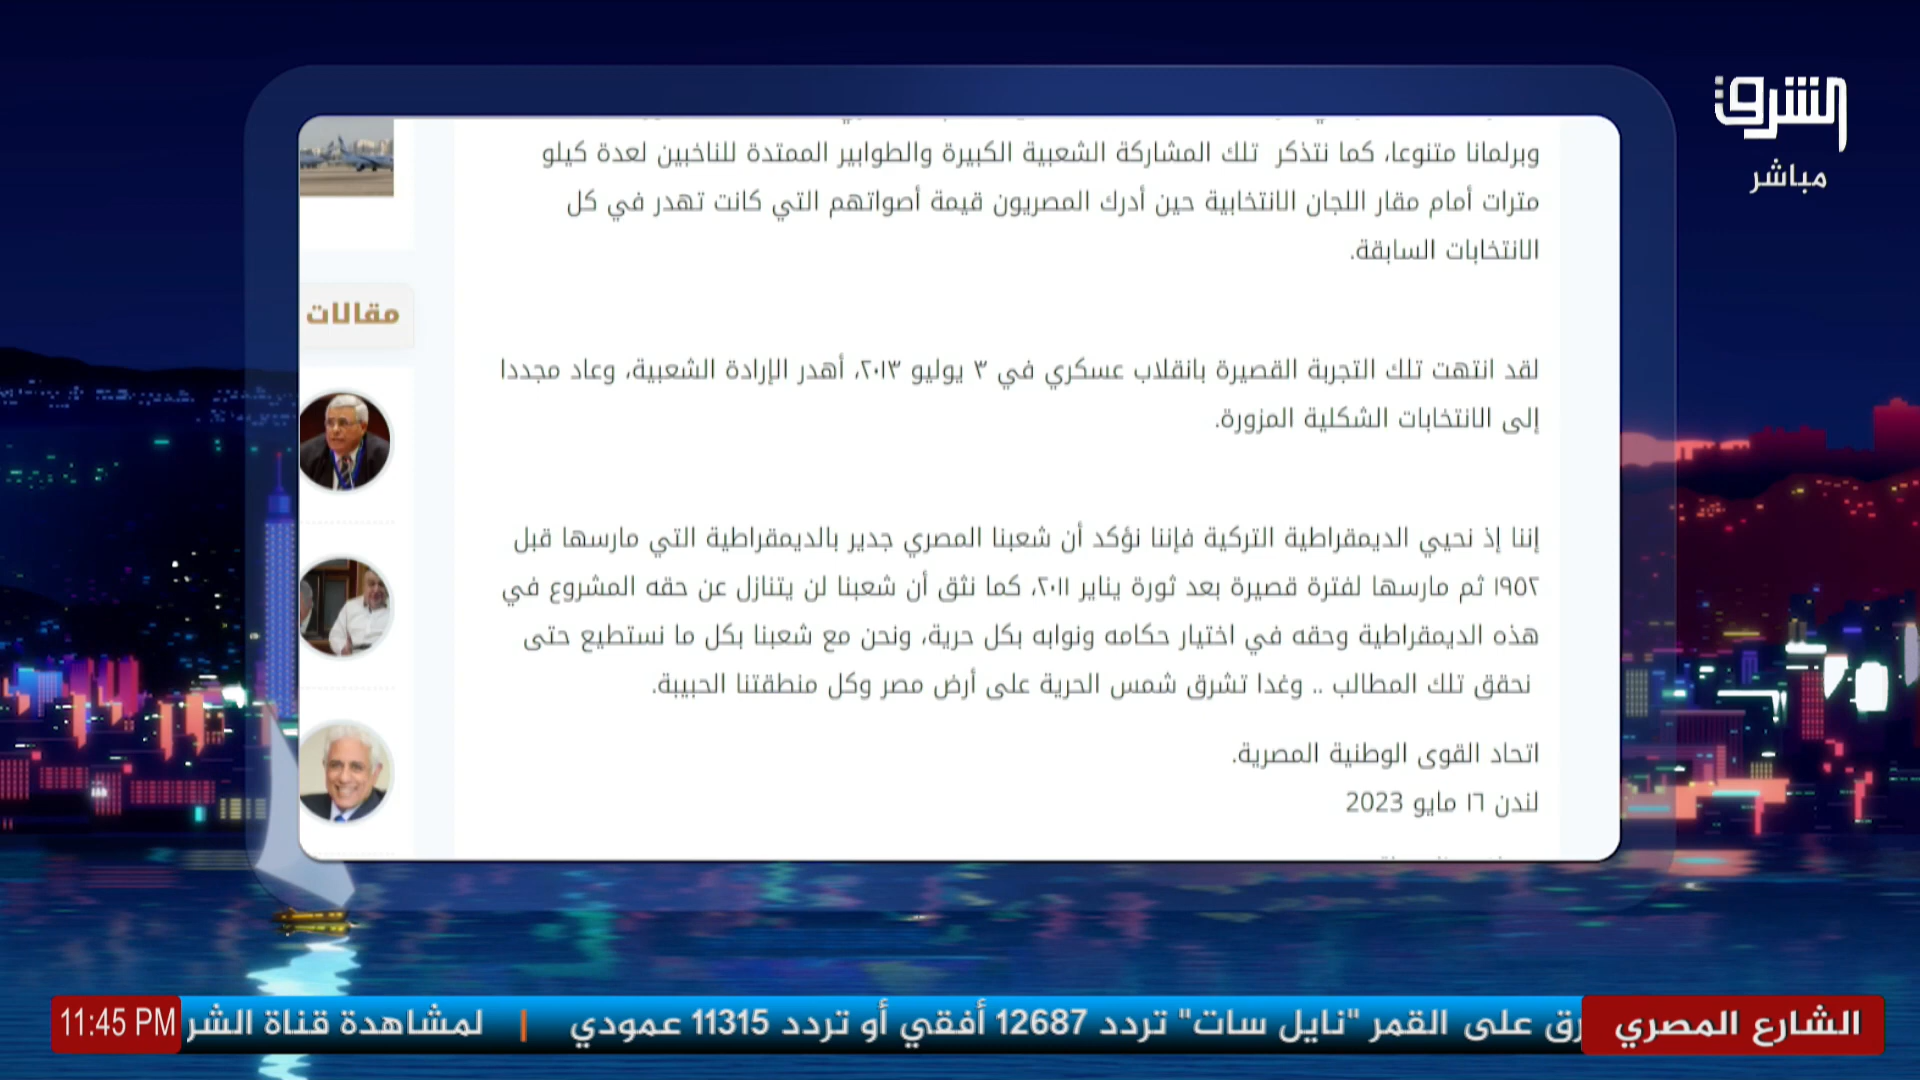 الشرق
مباشر
وبرلمانا متنوعا، كما نتذكر تلك المشاركة الشعبية الكبيرة والطوابير الممتدة للناخبين لعدة كيلو
مترات أمام مقار اللجان الانتخابية حين أدرك المصريون قيمة أصواتهم التي كانت تهدر في كل
الانتخابات السابقة.
مقالات
لقد انتهت تلك التجربة القصيرة بانقلاب عسكري في ٣ يوليو ٢٠١٣، أهدر الإرادة الشعبية، وعاد مجددا
إلى الانتخابات الشكلية المزورة.
إننا إذ نحيي الديمقراطية التركية فإننا نؤكد أن شعبنا المصري جدير بالديمقراطية التي مارسها قبل
١٩٥٢ ثم مارسها لفترة قصيرة بعد ثورة يناير ٢٠١١، كما نثق أن شعبنا لن يتنازل عن حقه المشروع في
هذه الديمقراطية وحقه في اختيار حكامه ونوابه بكل حرية، ونحن مع شعبنا بكل ما نستطيع حتى
نحقق تلك المطالب .. وغدا تشرق شمس الحرية على أرض مصر وكل منطقتنا الحبيبة.
اتحاد القوى الوطنية المصرية.
لندن ١٦ مايو 2023
الشارع المصري
رق على القمر "نايل سات" تردد 12687 أفقي أو تردد 11315 عمودي | لمشاهدة قناة الشر
11:45 PM